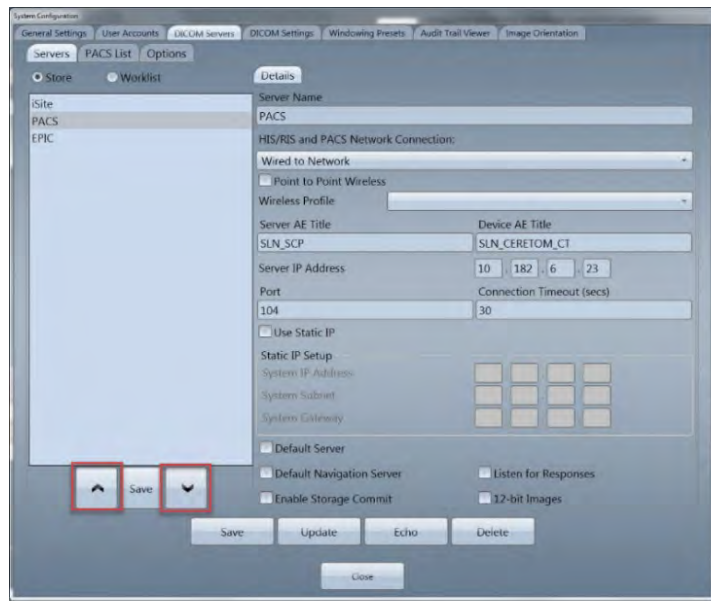 System Configuration
General Settings User Accounts DICOM Servers DICOM Settings Windowing Presets Audit Trail Viewer Image Orientation
Servers PACS List Options
Store Worklist
iSite
PACS
EPIC
Save
Details
Server Name
PACS
HIS/RIS and PACS Network Connection:
Wired to Network
Point to Point Wireless
Wireless Profile
Server AE Title Device AE Title
SLN_SCP SLN_CERETOM_CT
Server IP Address 10 . 182 . 6 . 23
Port Connection Timeout (secs)
104 30
Use Static IP
Static IP Setup
System IP Address
System Subnet
System Gateway
Default Server
Default Navigation Server Listen for Responses
Enable Storage Commit 12-bit Images
Save Update Echo Delete
Close